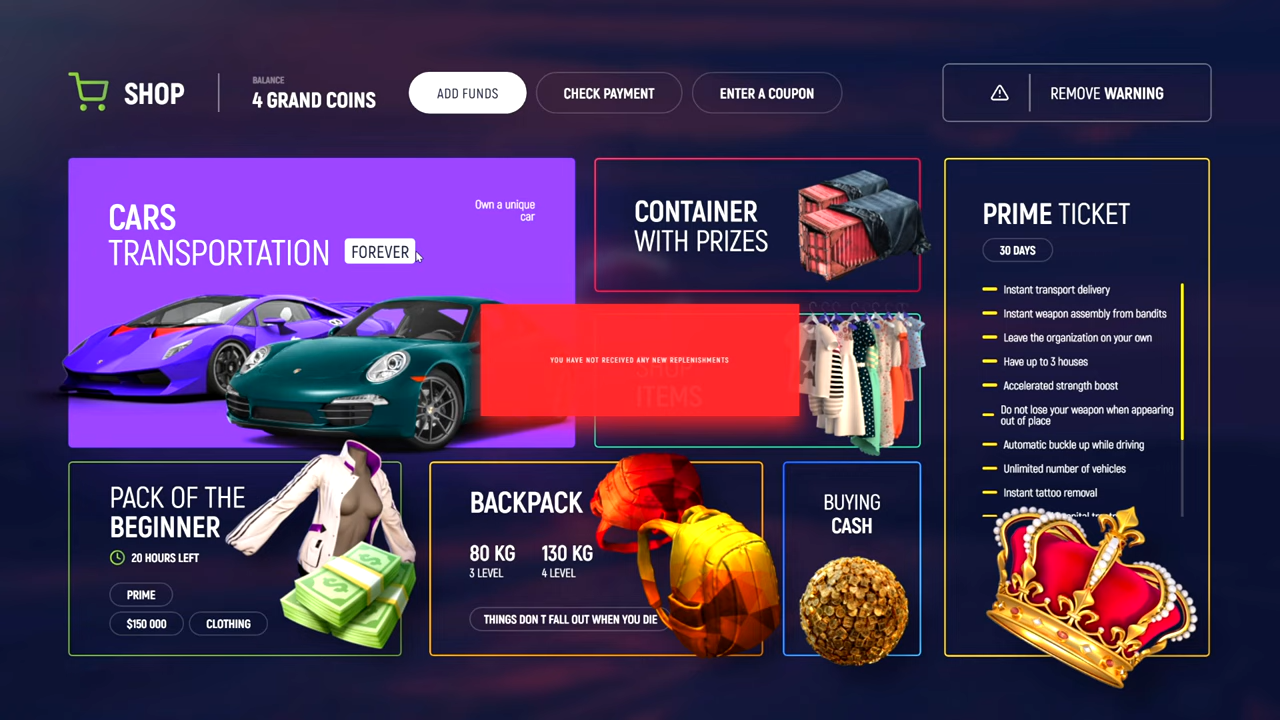 SHOP
BALANCE
4 GRAND COINS
ADD FUNDS
CHECK PAYMENT
ENTER A COUPON
REMOVE WARNING
CARS
TRANSPORTATION FOREVER
Own a unique
car
CONTAINER
WITH PRIZES
YOU HAVE NOT RECEIVED ANY NEW REPLENISHMENTS
SHOP
ITEMS
PRIME TICKET
30 DAYS
Instant transport delivery
Instant weapon assembly from bandits
Leave the organization on your own
Have up to 3 houses
Accelerated strength boost
Do not lose your weapon when appearing
out of place
Automatic buckle up while driving
Unlimited number of vehicles
Instant tattoo removal
PACK OF THE
BEGINNER
20 HOURS LEFT
PRIME
$150 000
CLOTHING
BACKPACK
80 KG
3 LEVEL
130 KG
4 LEVEL
THINGS DON T FALL OUT WHEN YOU DIE
BUYING
CASH